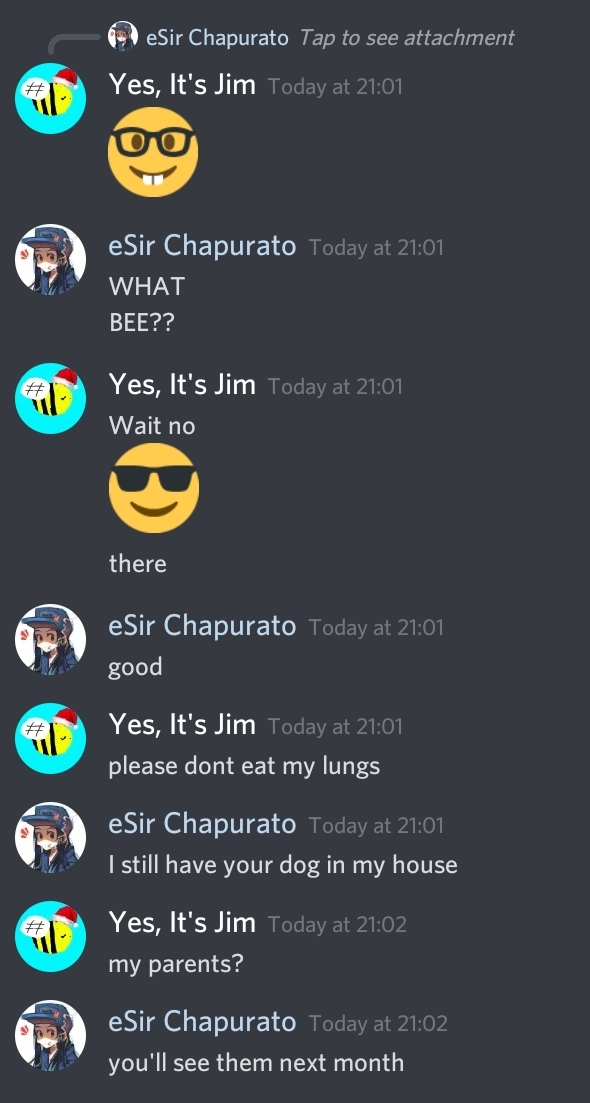 eSir Chapurato Tap to see attachment
Yes, It's Jim Today at 21:01
🤓
eSir Chapurato Today at 21:01
WHAT
BEE??
Yes, It's Jim Today at 21:01
Wait no
😎
there
eSir Chapurato Today at 21:01
good
Yes, It's Jim Today at 21:01
please dont eat my lungs
eSir Chapurato Today at 21:01
I still have your dog in my house
Yes, It's Jim Today at 21:02
my parents?
eSir Chapurato Today at 21:02
you'll see them next month